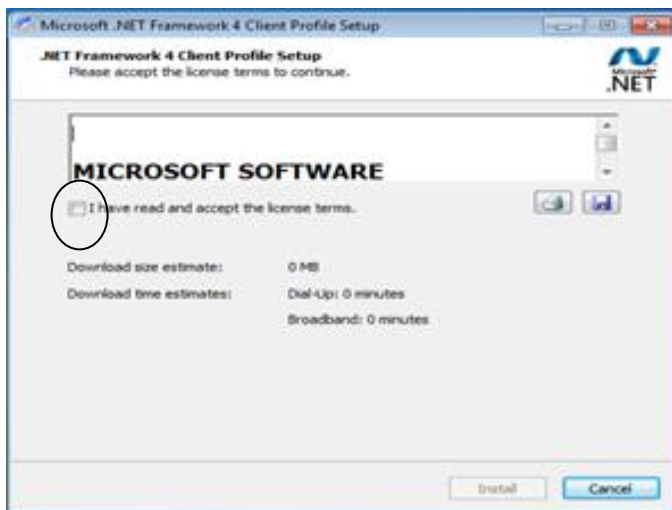 Microsoft .NET Framework 4 Client Profile Setup
.NET Framework 4 Client Profile Setup
Please accept the license terms to continue.
Microsoft
.NET
MICROSOFT SOFTWARE
I have read and accept the license terms.
Download size estimate: 0 MB
Download time estimates: Dial-Up: 0 minutes
Broadband: 0 minutes
Install Cancel